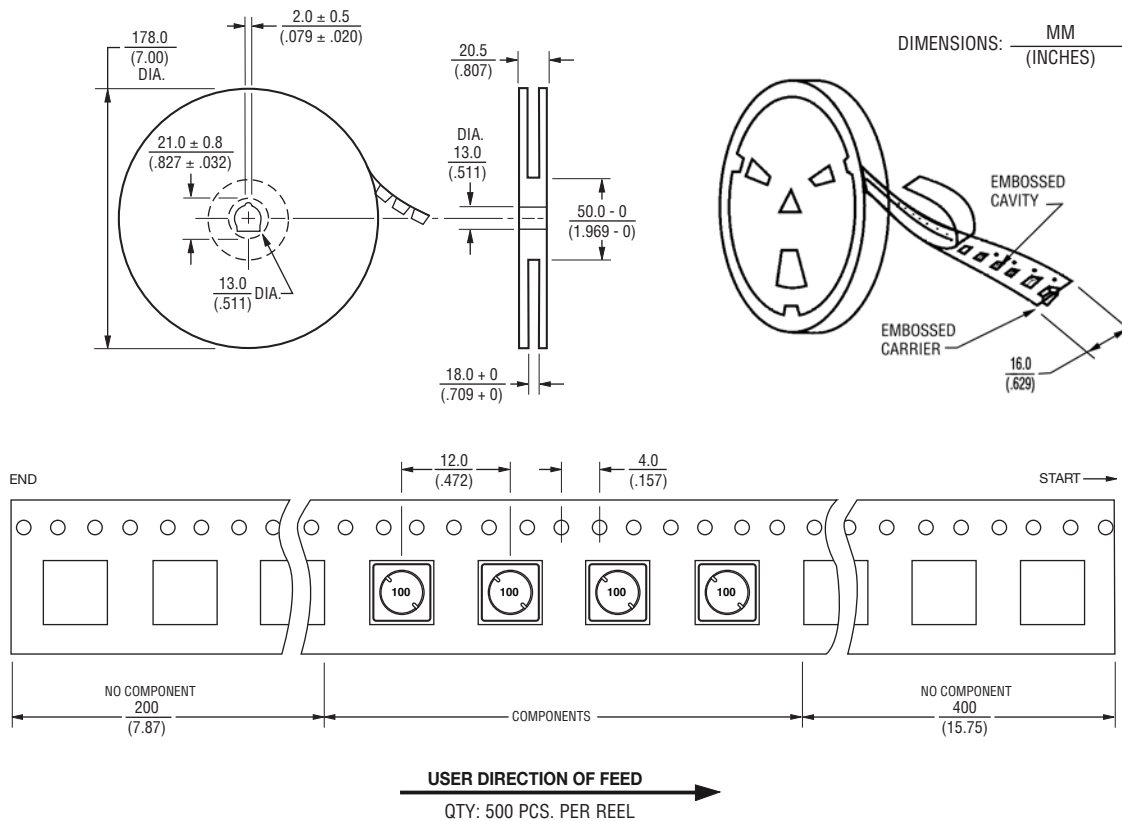 2.0 ± 0.5
(.079 ± .020)
178.0
(7.00)
DIA.
20.5
(.807)
DIMENSIONS: MM
(INCHES)
21.0 ± 0.8
(.827 ± .032)
DIA.
13.0
(.511)
EMBOSSED
CAVITY
50.0 - 0
(1.969 - 0)
13.0
(.511) DIA.
EMBOSSED
CARRIER
18.0 + 0
(.709 + 0)
16.0
(.629)
END
12.0
(.472)
4.0
(.157)
START
100
100
100
100
NO COMPONENT
200
(7.87)
COMPONENTS
NO COMPONENT
400
(15.75)
USER DIRECTION OF FEED
QTY: 500 PCS. PER REEL